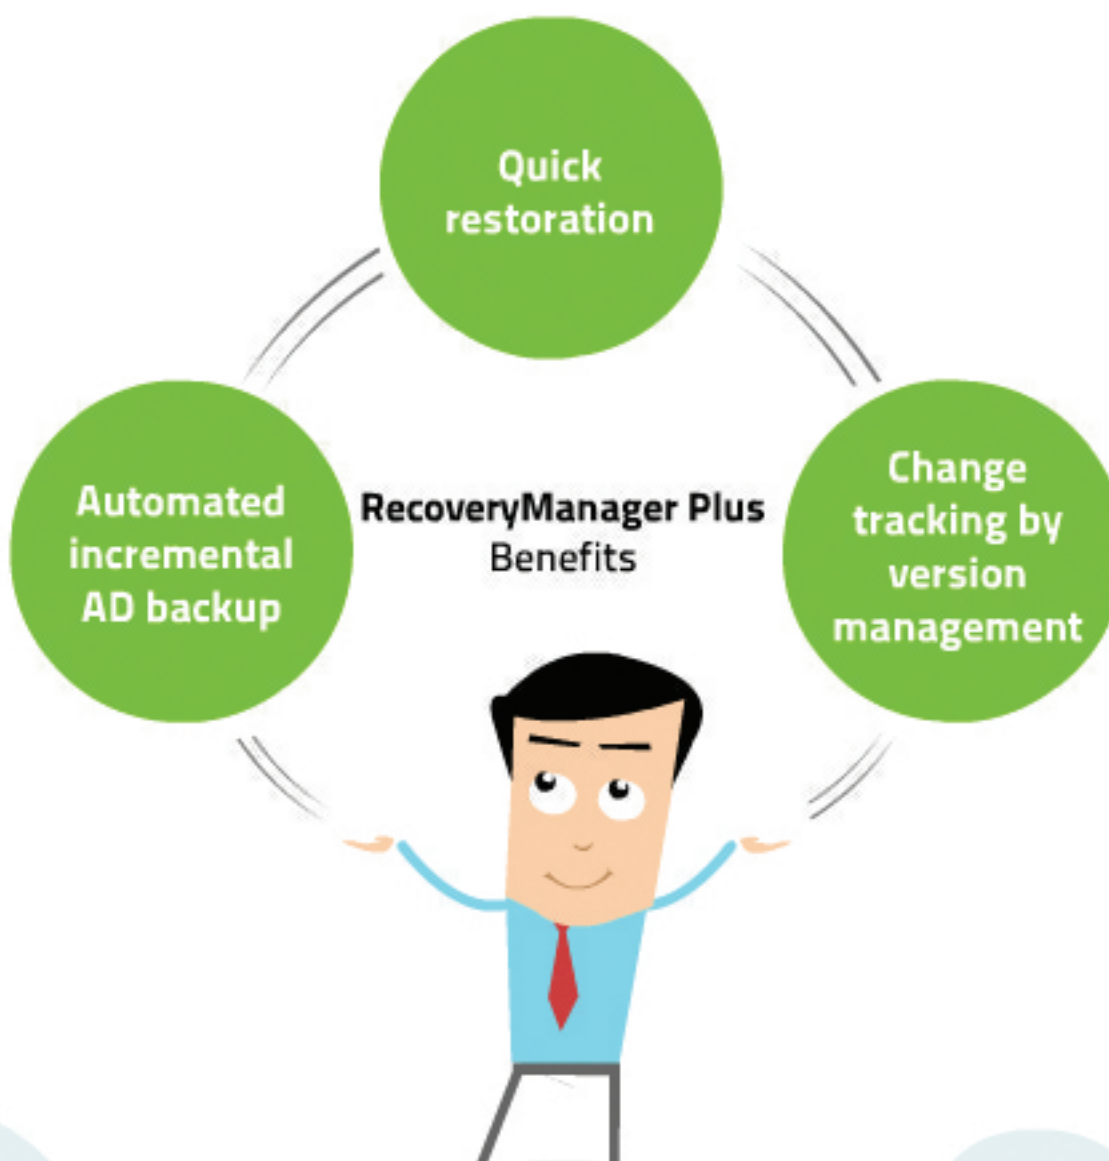 Quick
restoration
Automated
incremental
AD backup
RecoveryManager Plus
Benefits
Change
tracking by
version
management